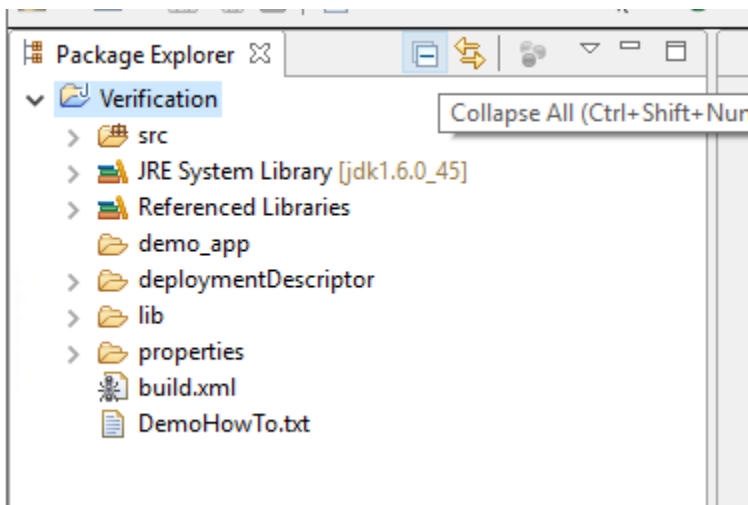 Package Explorer
Verification
Collapse All (Ctrl+Shift+Num
src
JRE System Library [jdk1.6.0_45]
Referenced Libraries
demo_app
deploymentDescriptor
lib
properties
build.xml
DemoHowTo.txt